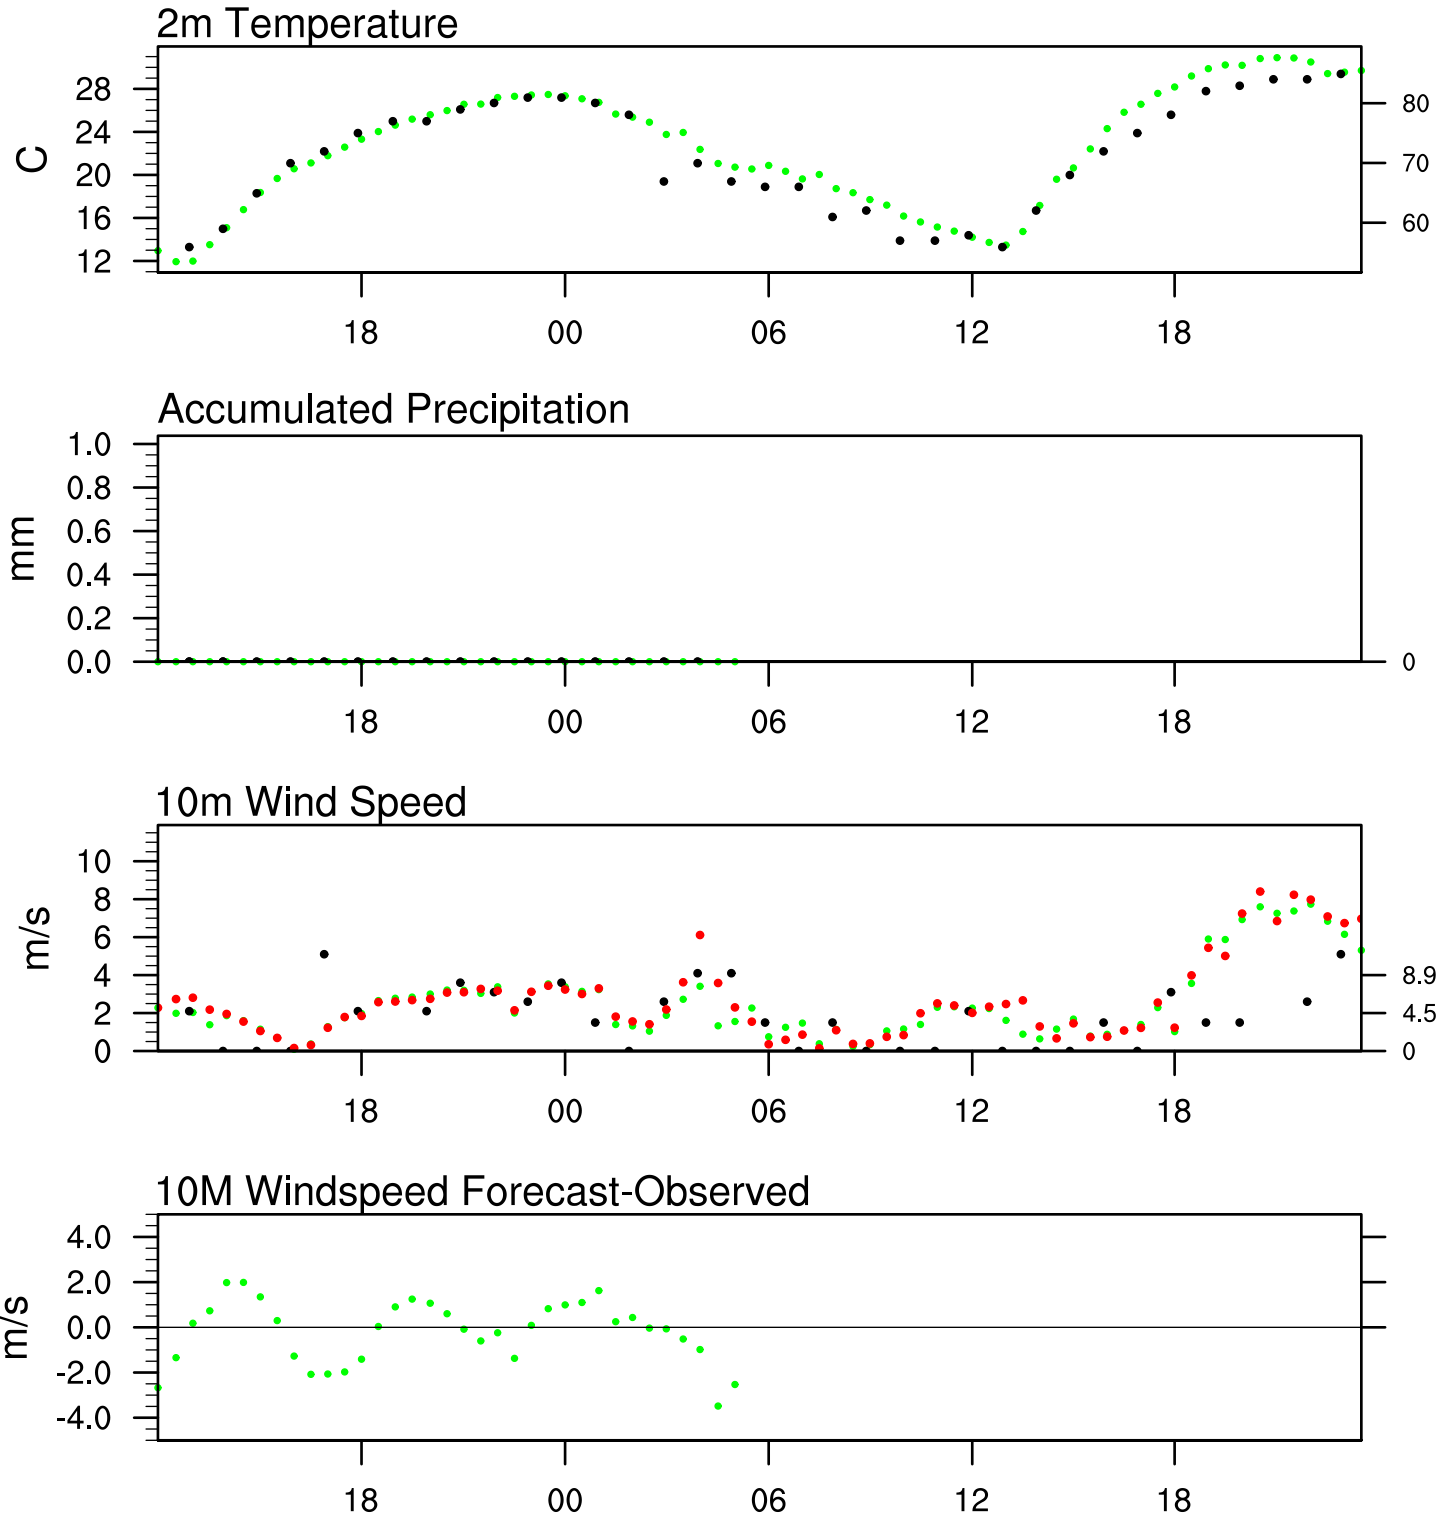 2m Temperature
C
28
24
20
16
12
80
70
60
18 00 06 12 18
Accumulated Precipitation
mm
1.0
0.8
0.6
0.4
0.2
0.0
0
18 00 06 12 18
10m Wind Speed
m/s
10
8
6
4
2
0
8.9
4.5
0
18 00 06 12 18
10M Windspeed Forecast-Observed
m/s
4.0
2.0
0.0
-2.0
-4.0
18 00 06 12 18